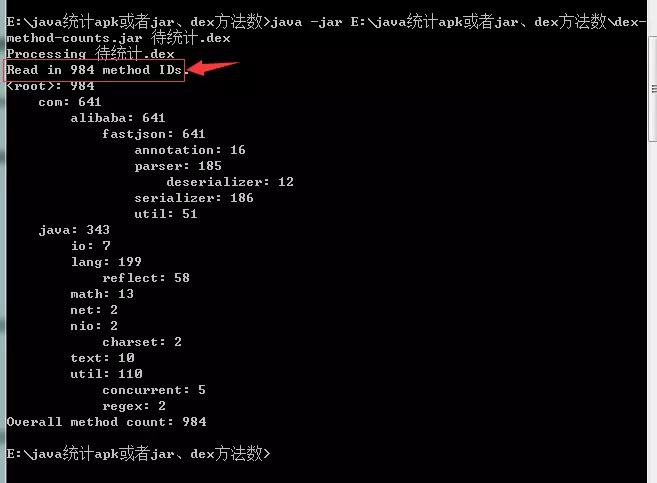 E:\java统计apk或者jar、dex方法数>java -jar E:\java统计apk或者jar、dex方法数\dex-
method-counts.jar 待统计.dex
Processing 待统计.dex
Read in 984 method IDs.
<root>: 984
    com: 641
        alibaba: 641
            fastjson: 641
                annotation: 16
                parser: 185
                    deserializer: 12
                serializer: 186
                util: 51
    java: 343
        io: 7
        lang: 199
            reflect: 58
        math: 13
        net: 2
        nio: 2
            charset: 2
        text: 10
        util: 110
            concurrent: 5
            regex: 2
Overall method count: 984
E:\java统计apk或者jar、dex方法数>